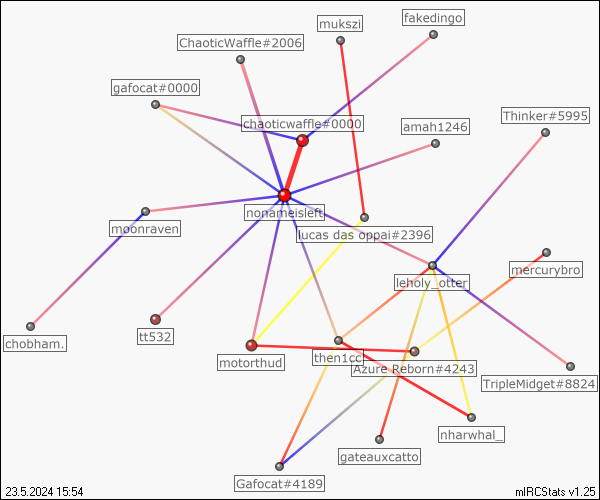 mukszi
fakedingo
ChaoticWaffle#2006
gafocat#0000
chaoticwaffle#0000
amah1246
Thinker#5995
nonameisleft
moonraven
lucas das oppai#2396
leholy_otter
mercurybro
chobham.
tt532
motorthud
then1cc
Azure Reborn#4243
TripleMidget#8824
nharwhal_
gateauxcatto
Gafocat#4189
23.5.2024 15:54
mIRCStats v1.25